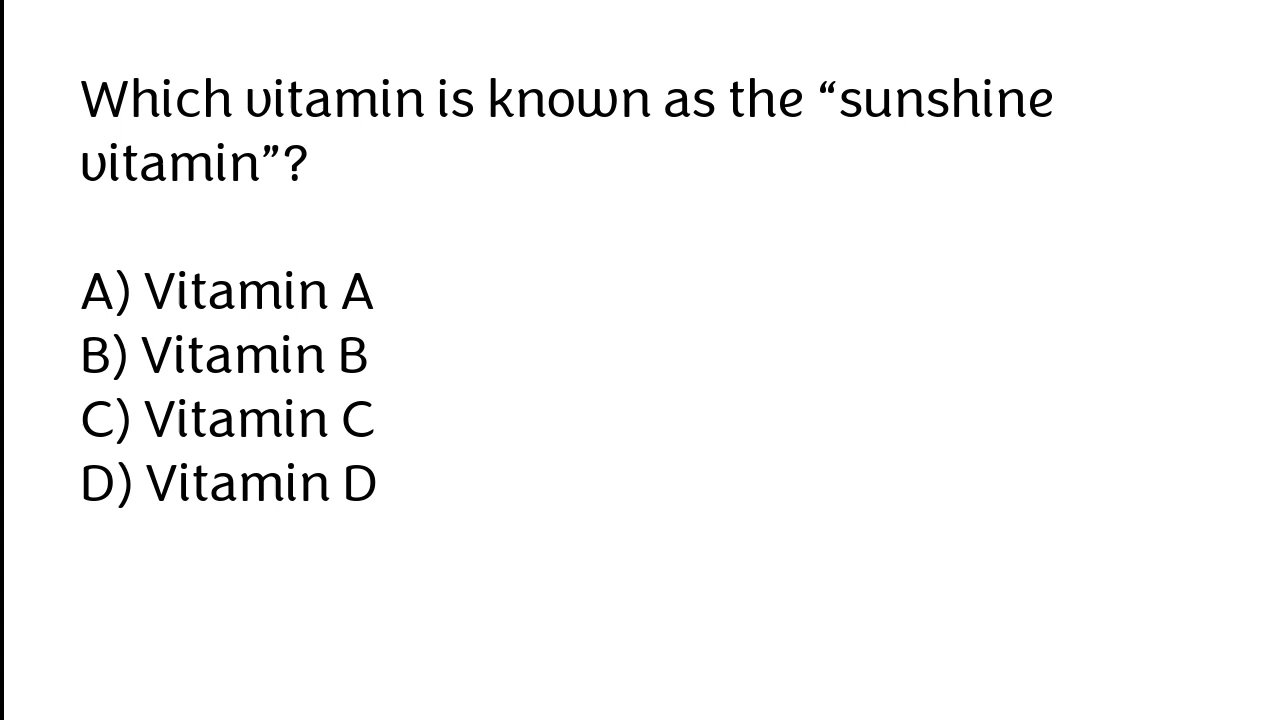 Which vitamin is known as the “sunshine
vitamin”?
A) Vitamin A
B) Vitamin B
C) Vitamin C
D) Vitamin D